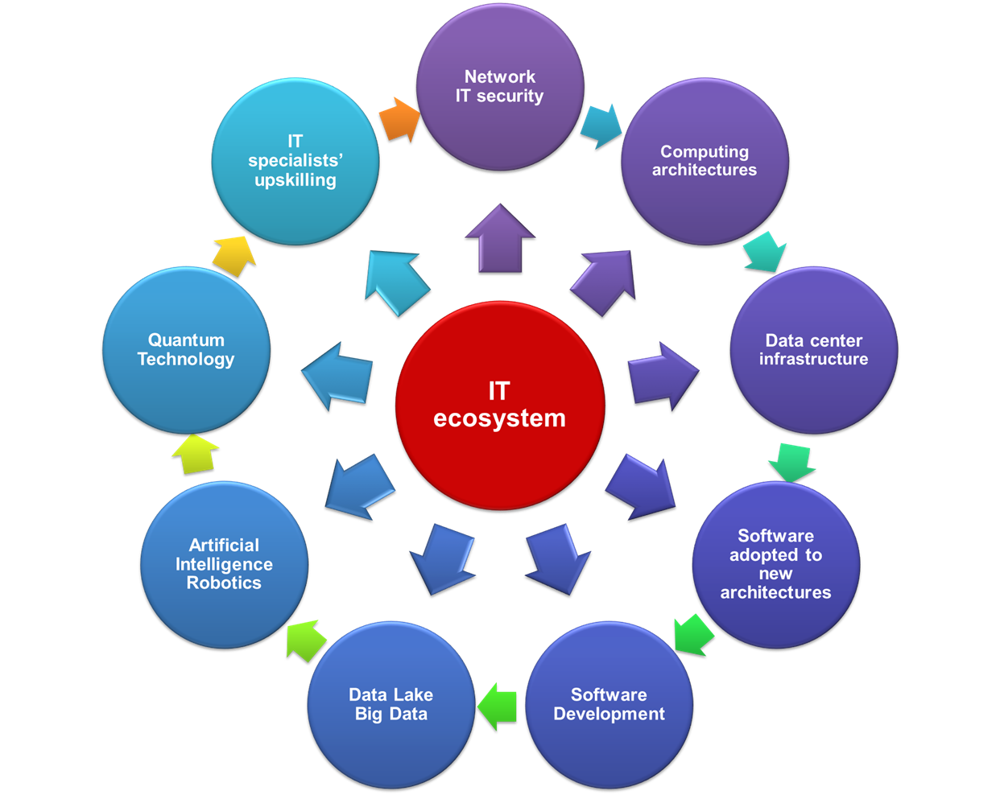 Network
IT security
Computing
architectures
Data center
infrastructure
Software
adopted to
new
architectures
Software
Development
Data Lake
Big Data
Artificial
Intelligence
Robotics
Quantum
Technology
IT
specialists’
upskilling
IT
ecosystem